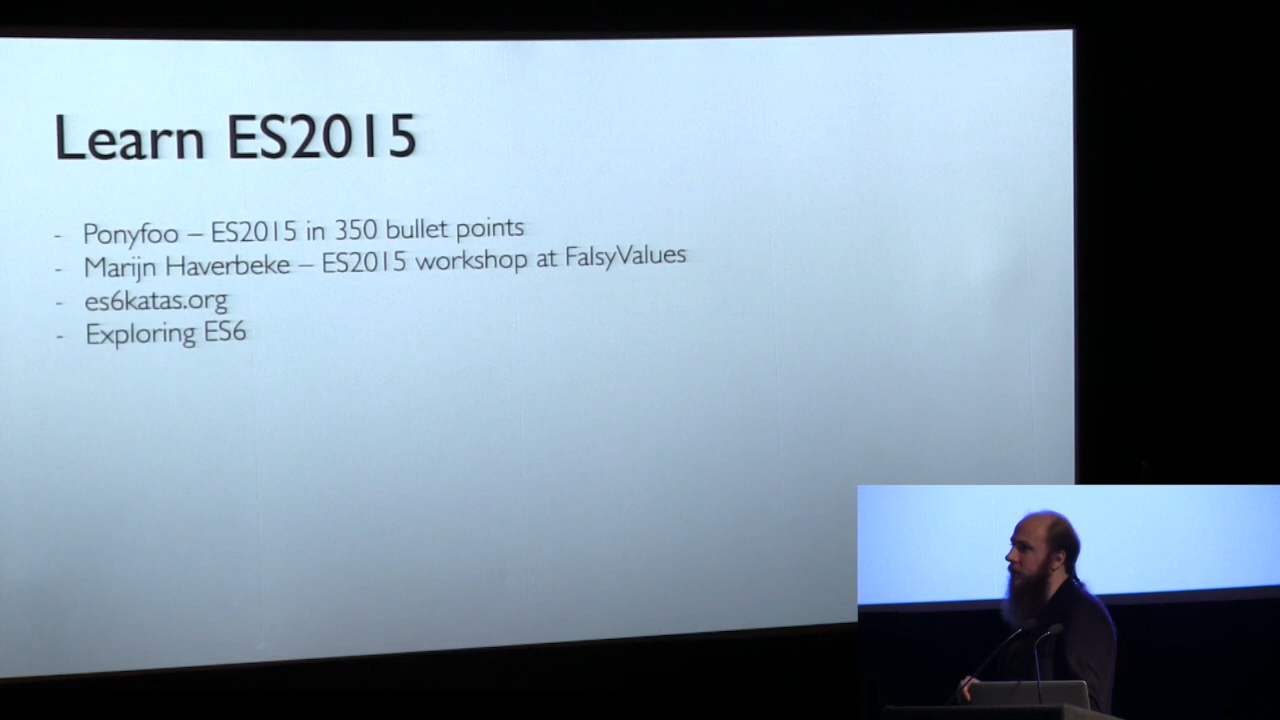 Learn ES2015
- Ponyfoo – ES2015 in 350 bullet points
- Marijn Haverbeke – ES2015 workshop at FalsyValues
- es6katas.org
- Exploring ES6